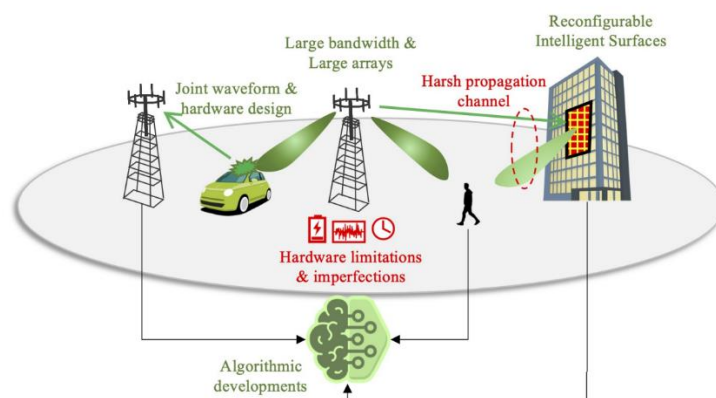 Reconfigurable
Intelligent Surfaces
Large bandwidth &
Large arrays
Joint waveform &
hardware design
Harsh propagation
channel
Hardware limitations
& imperfections
Algorithmic
developments